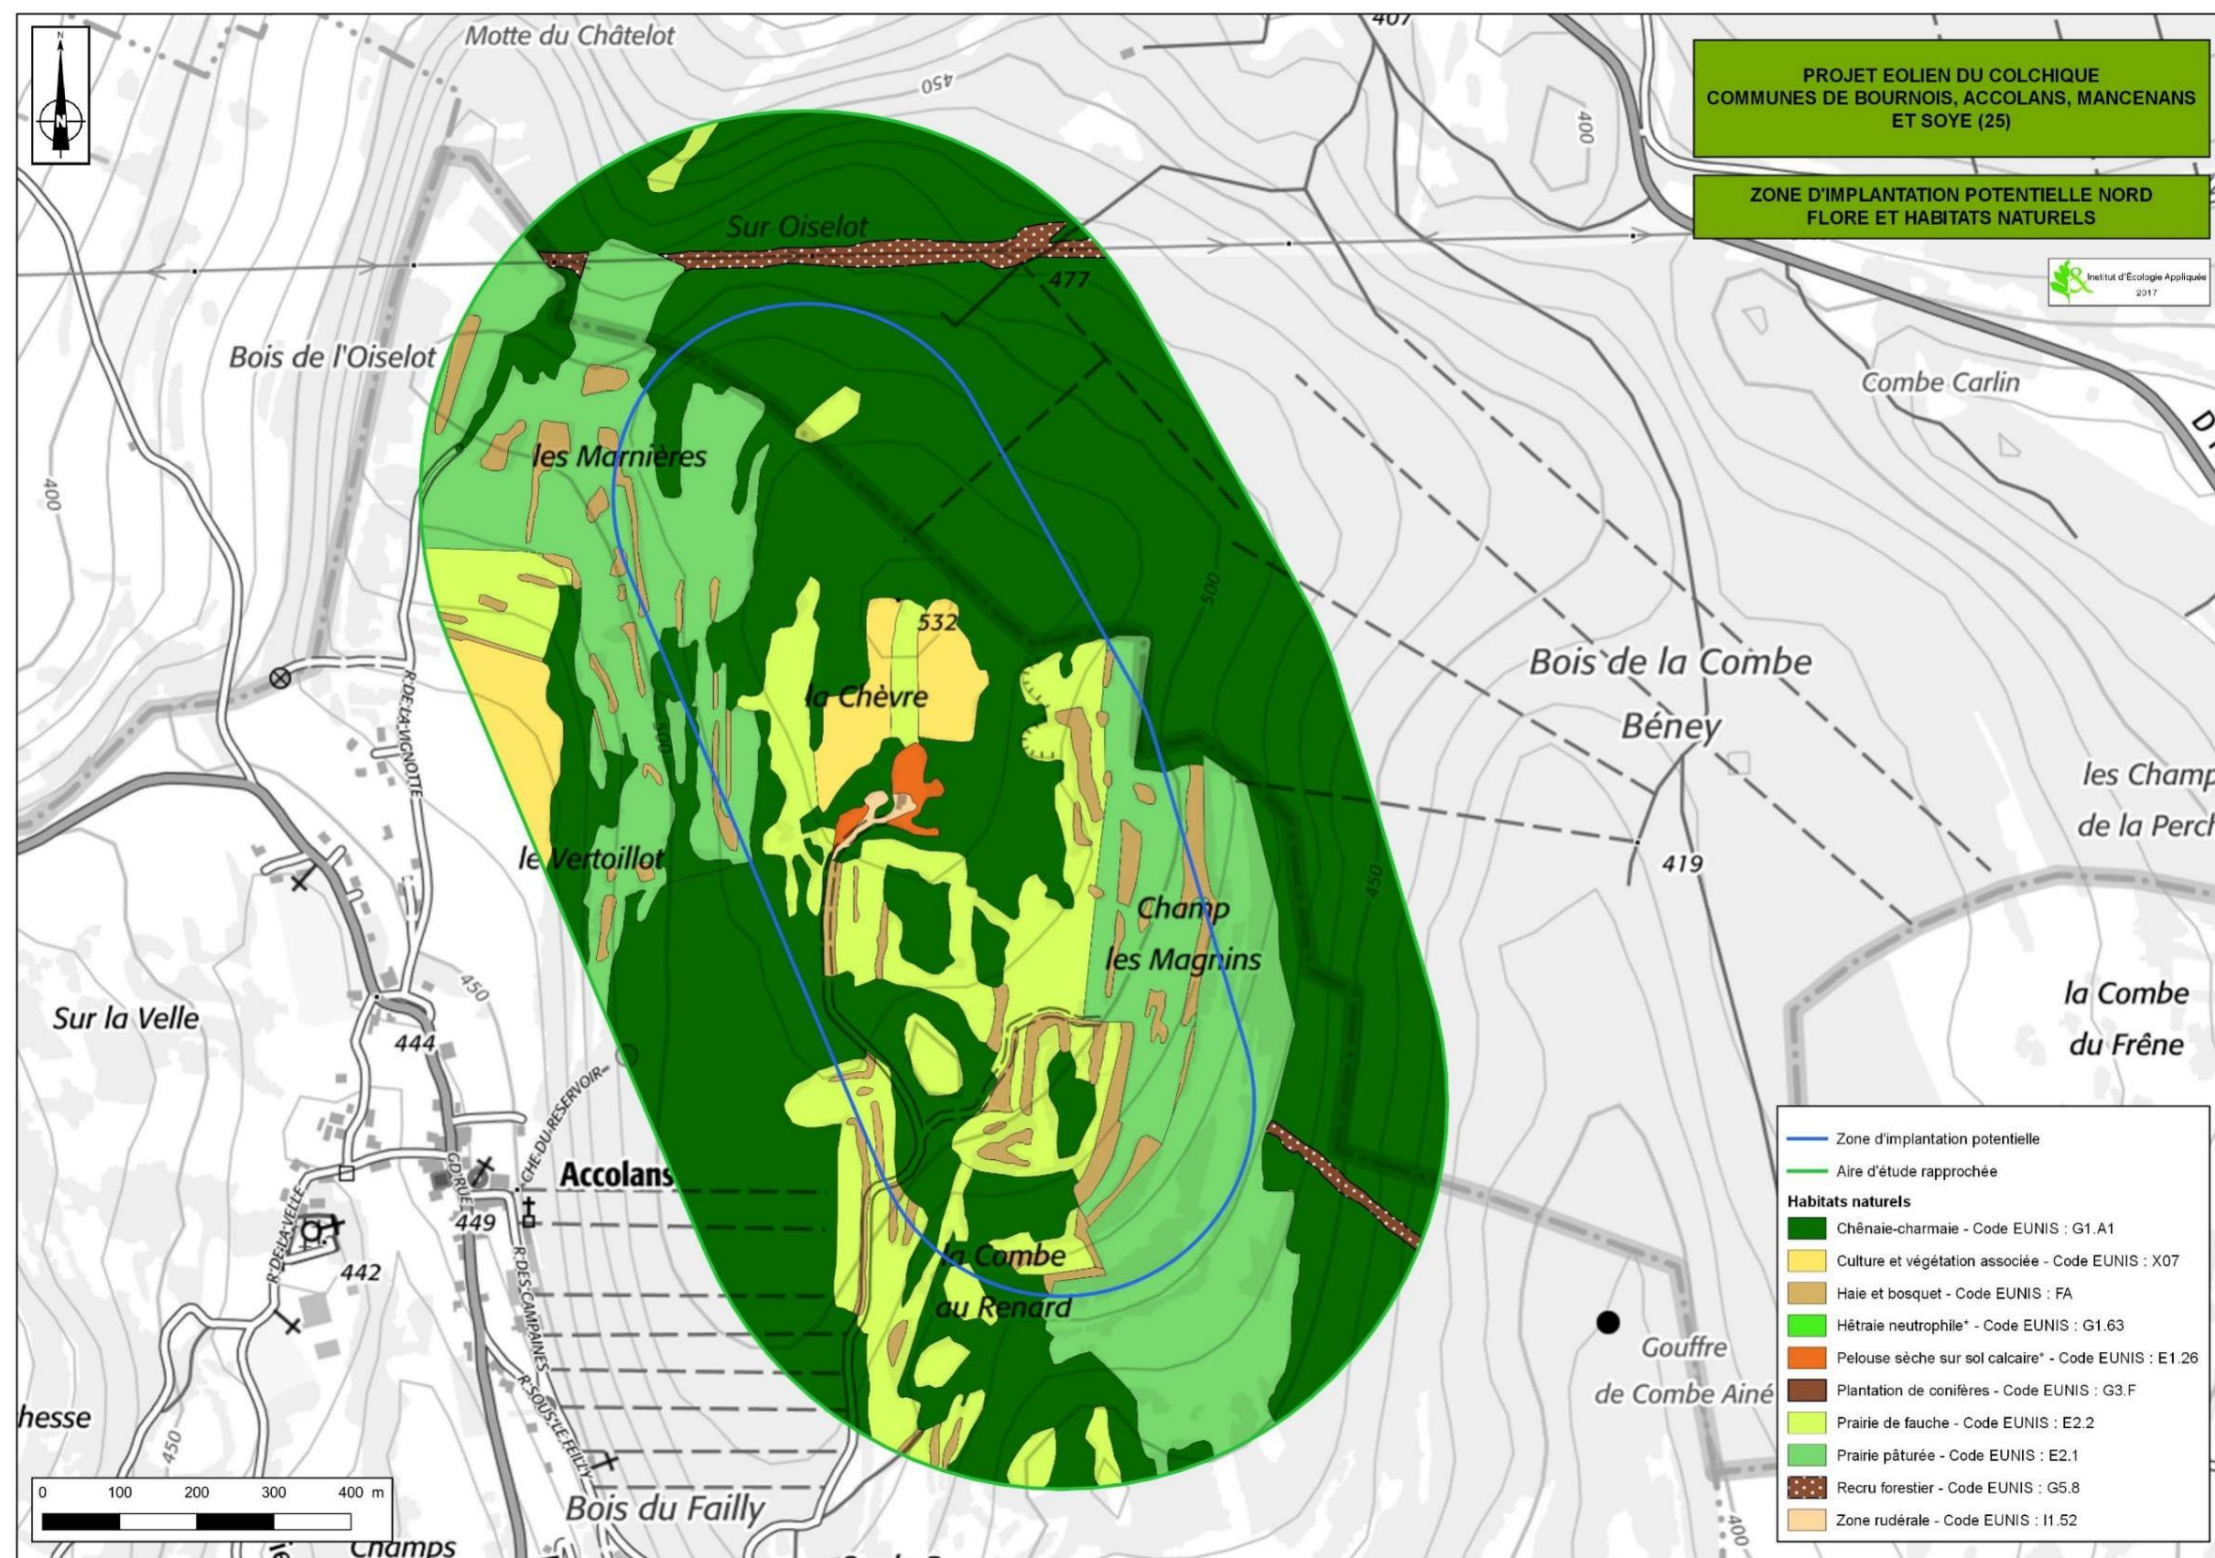 N
N
Motte du Châtelot
450
407
400
PROJET EOLIEN DU COLCHIQUE
COMMUNES DE BOURNOIS, ACCOLANS, MANCENANS
ET SOYE (25)
ZONE D'IMPLANTATION POTENTIELLE NORD
FLORE ET HABITATS NATURELS
Institut d'Écologie Appliquée
2017
Sur Oiselot
477
Bois de l'Oiselot
Combe Carlin
les Marnières
400
500
532
Bois de la Combe
Béney
la Chèvre
R DE LA VIGNOTTE
500
les Champ
de la Perch
le Vertoillot
419
450
Champ
les Magnins
450
Sur la Velle
444
la Combe
du Frêne
CHE DU RESERVOIR
Accolans
GD RUE
449
R DE LA VELLE
442
R DES CAMPAINES
la Combe
au Renard
Gouffre
de Combe Ainé
hesse
450
R SOUS LE FEILLY
Bois du Failly
400
Champs
0 100 200 300 400 m
Zone d'implantation potentielle
Aire d'étude rapprochée
Habitats naturels
Chênaie-charmaie - Code EUNIS : G1.A1
Culture et végétation associée - Code EUNIS : X07
Haie et bosquet - Code EUNIS : FA
Hêtraie neutrophile* - Code EUNIS : G1.63
Pelouse sèche sur sol calcaire* - Code EUNIS : E1.26
Plantation de conifères - Code EUNIS : G3.F
Prairie de fauche - Code EUNIS : E2.2
Prairie pâturée - Code EUNIS : E2.1
Recru forestier - Code EUNIS : G5.8
Zone rudérale - Code EUNIS : I1.52